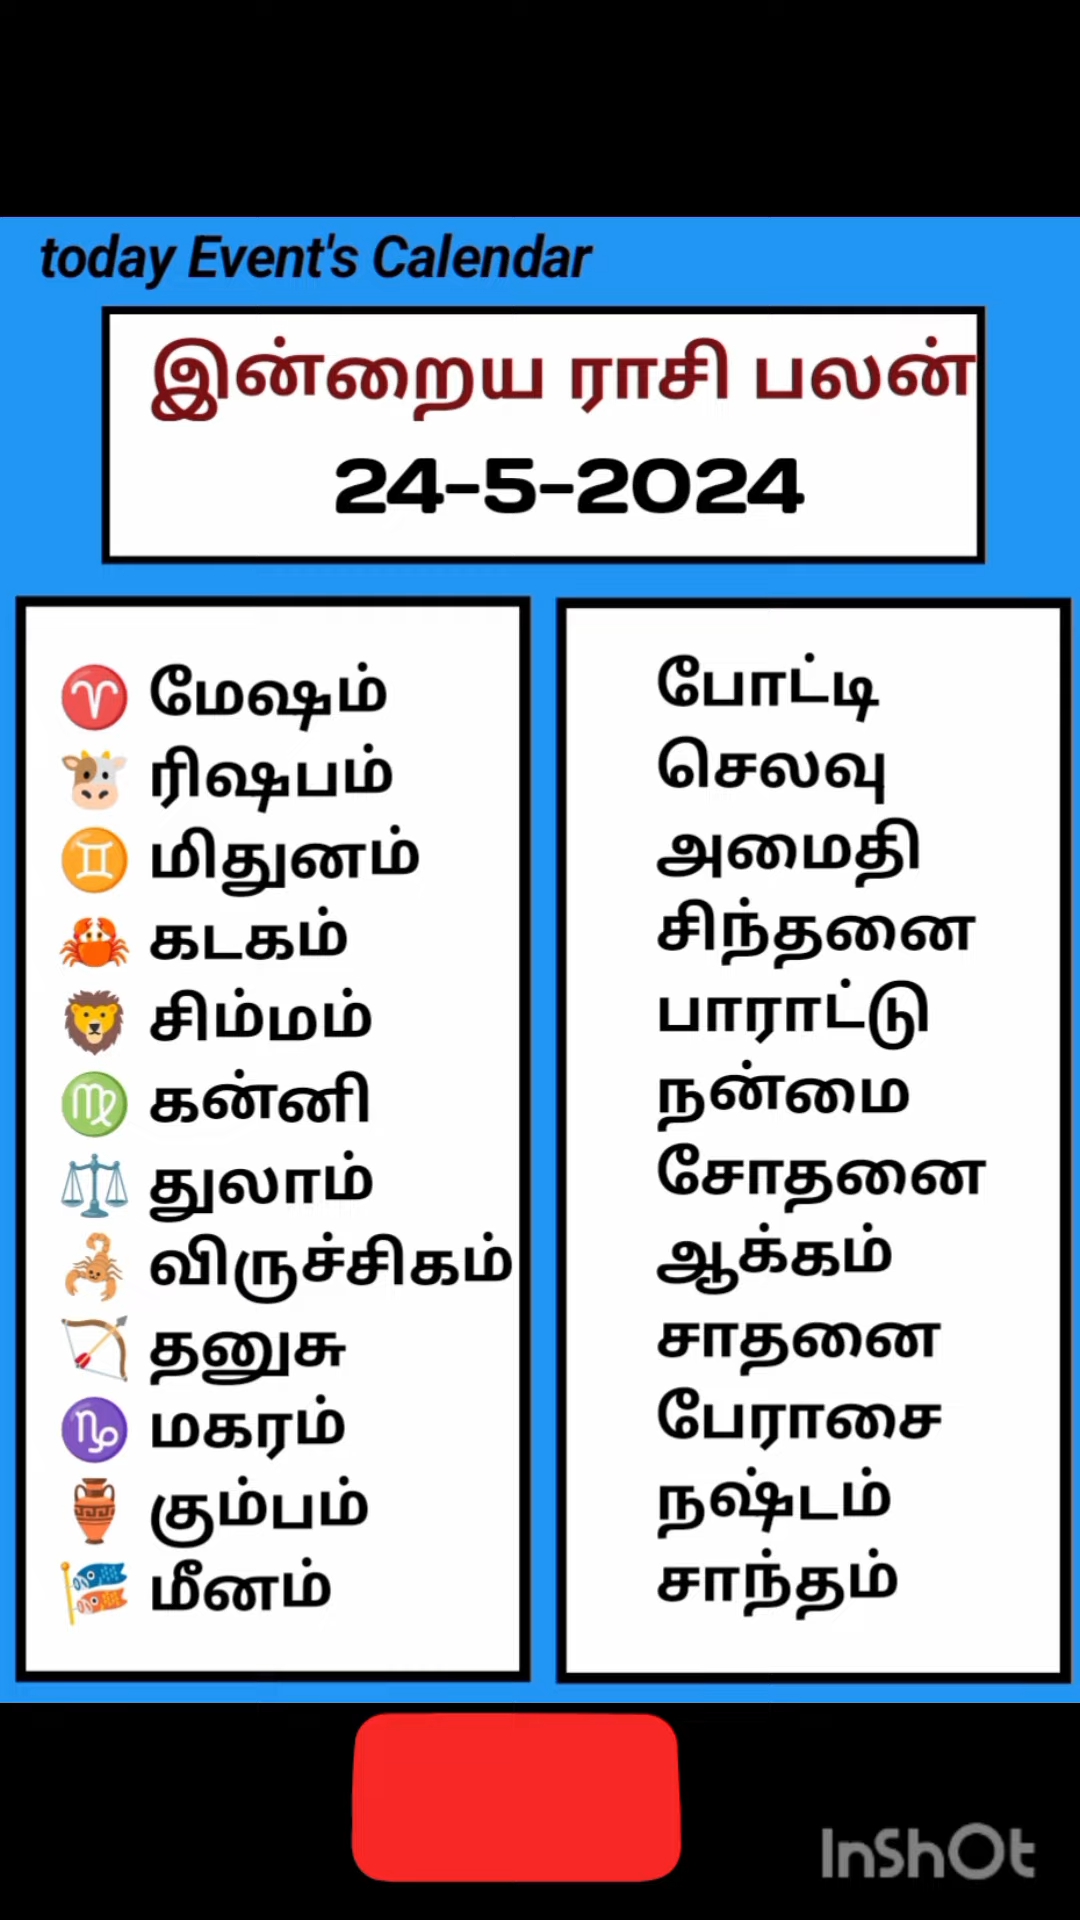 today Event's Calendar
இன்றைய ராசி பலன்
24-5-2024
♈ மேஷம் போட்டி
🐮 ரிஷபம் செலவு
♊ மிதுனம் அமைதி
🦀 கடகம் சிந்தனை
🦁 சிம்மம் பாராட்டு
♍ கன்னி நன்மை
⚖️ துலாம் சோதனை
🦂 விருச்சிகம் ஆக்கம்
🏹 தனுசு சாதனை
♑ மகரம் பேராசை
🏺 கும்பம் நஷ்டம்
🎏 மீனம் சாந்தம்
InShOt